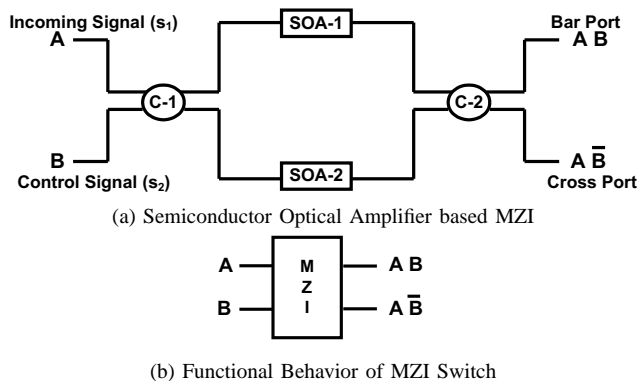 Incoming Signal (s₁)
A
SOA-1
Bar Port
A B
C-1
C-2
B
Control Signal (s₂)
SOA-2
A B̅
Cross Port
(a) Semiconductor Optical Amplifier based MZI
A
B
M
Z
I
A B
A B̅
(b) Functional Behavior of MZI Switch